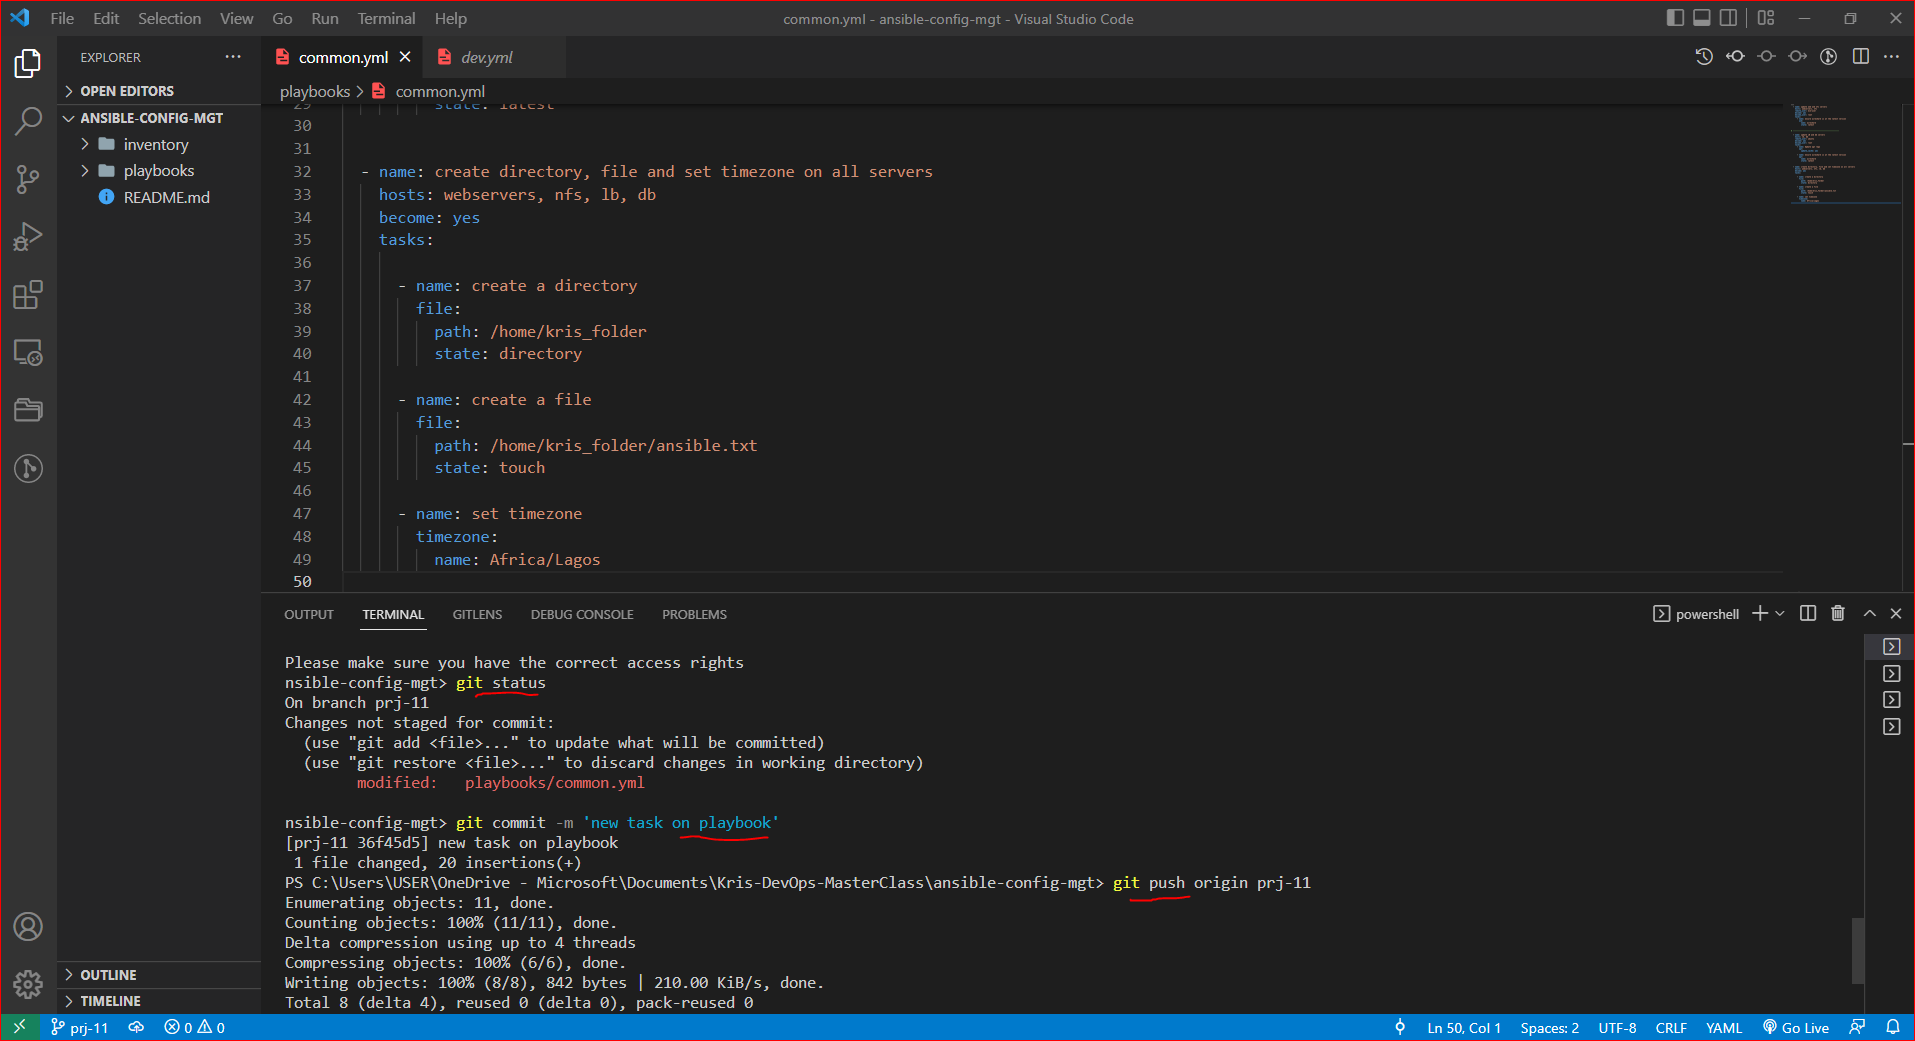 File Edit Selection View Go Run Terminal Help
common.yml - ansible-config-mgt - Visual Studio Code
EXPLORER
common.yml
dev.yml
OPEN EDITORS
ANSIBLE-CONFIG-MGT
inventory
playbooks
README.md
playbooks > common.yml
29 state: latest
30
31
32 - name: create directory, file and set timezone on all servers
33 hosts: webservers, nfs, lb, db
34 become: yes
35 tasks:
36
37 - name: create a directory
38 file:
39 path: /home/kris_folder
40 state: directory
41
42 - name: create a file
43 file:
44 path: /home/kris_folder/ansible.txt
45 state: touch
46
47 - name: set timezone
48 timezone:
49 name: Africa/Lagos
50
OUTPUT TERMINAL GITLENS DEBUG CONSOLE PROBLEMS
powershell
Please make sure you have the correct access rights
nsible-config-mgt> git status
On branch prj-11
Changes not staged for commit:
(use "git add <file>..." to update what will be committed)
(use "git restore <file>..." to discard changes in working directory)
modified: playbooks/common.yml
nsible-config-mgt> git commit -m 'new task on playbook'
[prj-11 36f45d5] new task on playbook
1 file changed, 20 insertions(+)
PS C:\Users\USER\OneDrive - Microsoft\Documents\Kris-DevOps-MasterClass\ansible-config-mgt> git push origin prj-11
Enumerating objects: 11, done.
Counting objects: 100% (11/11), done.
Delta compression using up to 4 threads
Compressing objects: 100% (6/6), done.
Writing objects: 100% (8/8), 842 bytes | 210.00 KiB/s, done.
Total 8 (delta 4), reused 0 (delta 0), pack-reused 0
OUTLINE
TIMELINE
prj-11 0 0 Ln 50, Col 1 Spaces: 2 UTF-8 CRLF YAML Go Live